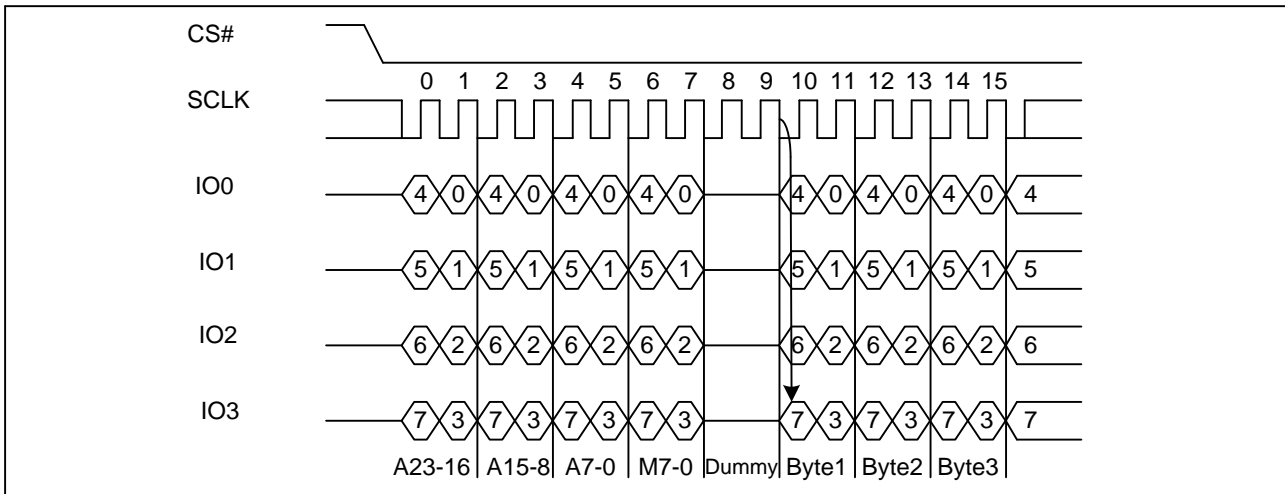 CS#
0 1 2 3 4 5 6 7 8 9 10 11 12 13 14 15
SCLK
IO0 4 0 4 0 4 0 4 0 4 0 4 0 4 0 4
IO1 5 1 5 1 5 1 5 1 5 1 5 1 5 1 5
IO2 6 2 6 2 6 2 6 2 6 2 6 2 6 2 6
IO3 7 3 7 3 7 3 7 3 7 3 7 3 7 3 7
A23-16 A15-8 A7-0 M7-0 Dummy Byte1 Byte2 Byte3